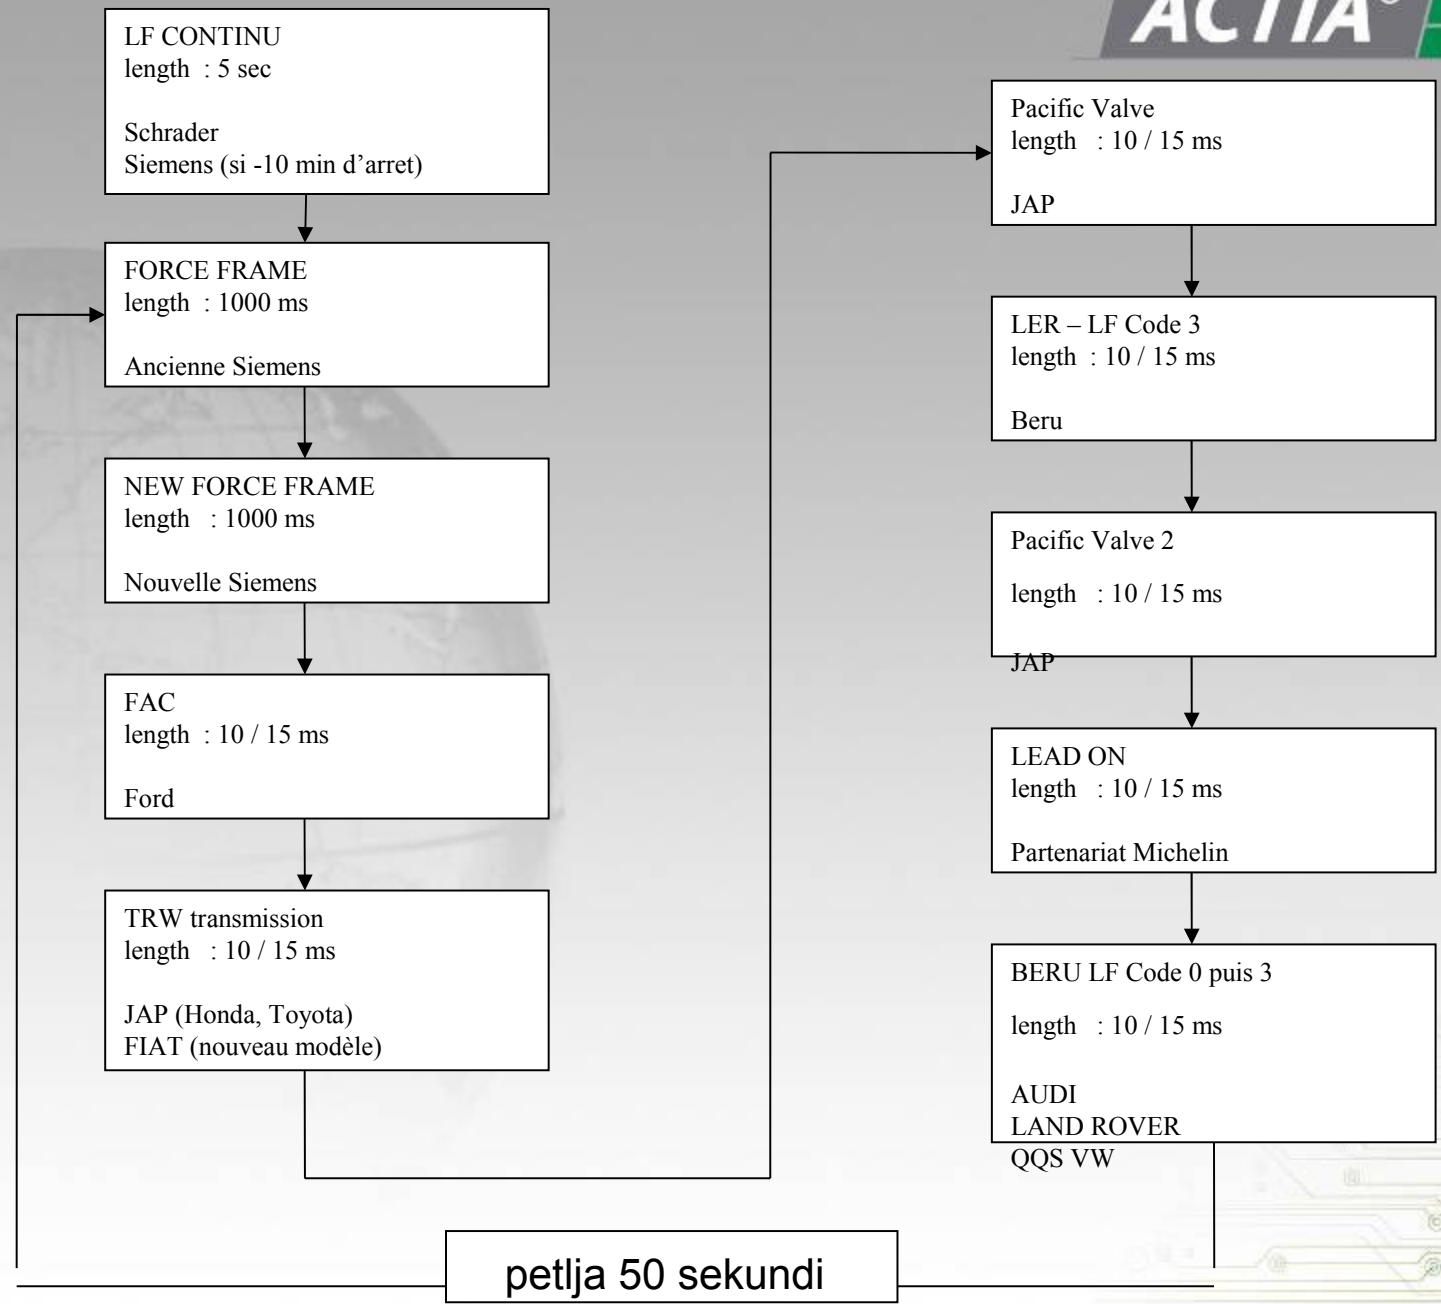 ACTIA®
LF CONTINU
length : 5 sec
Schrader
Siemens (si -10 min d’arret)
FORCE FRAME
length : 1000 ms
Ancienne Siemens
NEW FORCE FRAME
length : 1000 ms
Nouvelle Siemens
FAC
length : 10 / 15 ms
Ford
TRW transmission
length : 10 / 15 ms
JAP (Honda, Toyota)
FIAT (nouveau modèle)
Pacific Valve
length : 10 / 15 ms
JAP
LER – LF Code 3
length : 10 / 15 ms
Beru
Pacific Valve 2
length : 10 / 15 ms
JAP
LEAD ON
length : 10 / 15 ms
Partenariat Michelin
BERU LF Code 0 puis 3
length : 10 / 15 ms
AUDI
LAND ROVER
QQS VW
petlja 50 sekundi